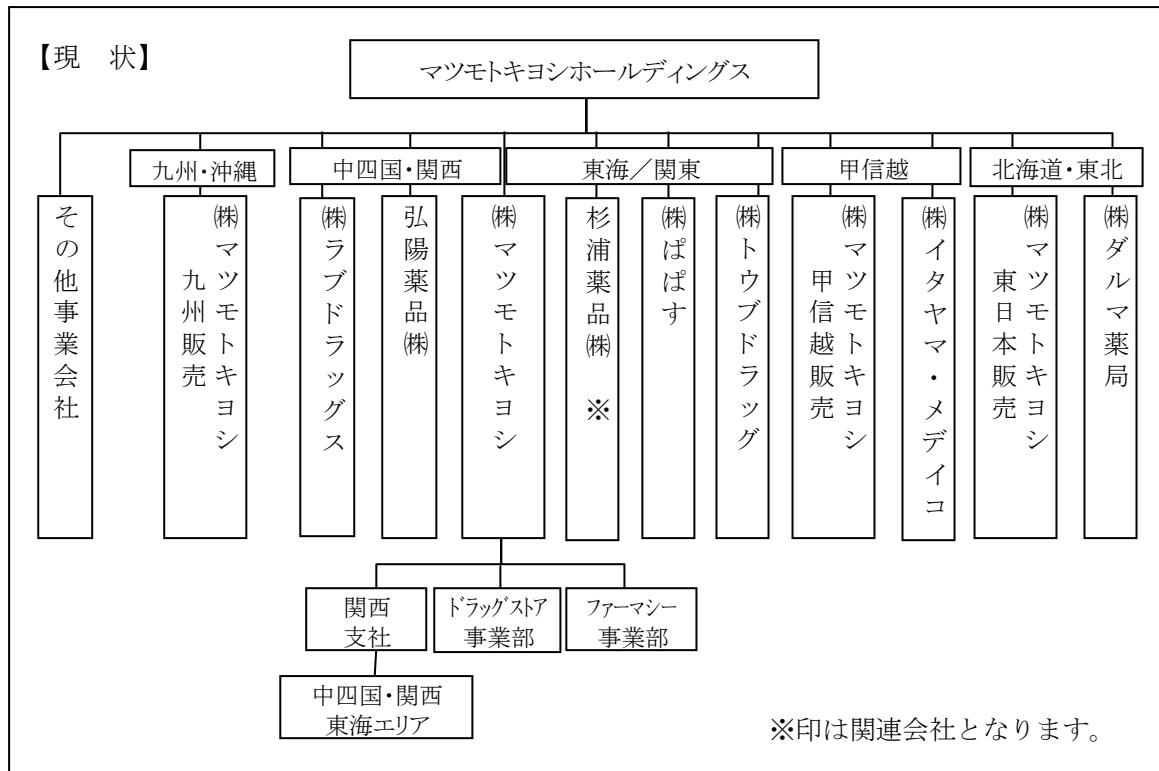 【現　状】
マツモトキヨシホールディングス
九州・沖縄
中四国・関西
東海／関東
甲信越
北海道・東北
その他事業会社
㈱マツモトキヨシ
九州販売
㈱ラブドラッグス
弘陽薬品㈱
㈱マツモトキヨシ
杉浦薬品㈱　※
㈱ぱぱす
㈱トウブドラッグ
㈱マツモトキヨシ
甲信越販売
㈱イタヤマ・メデイコ
㈱マツモトキヨシ
東日本販売
㈱ダルマ薬局
関西
支社
ドラッグストア
事業部
ファーマシー
事業部
中四国・関西
東海エリア
※印は関連会社となります。